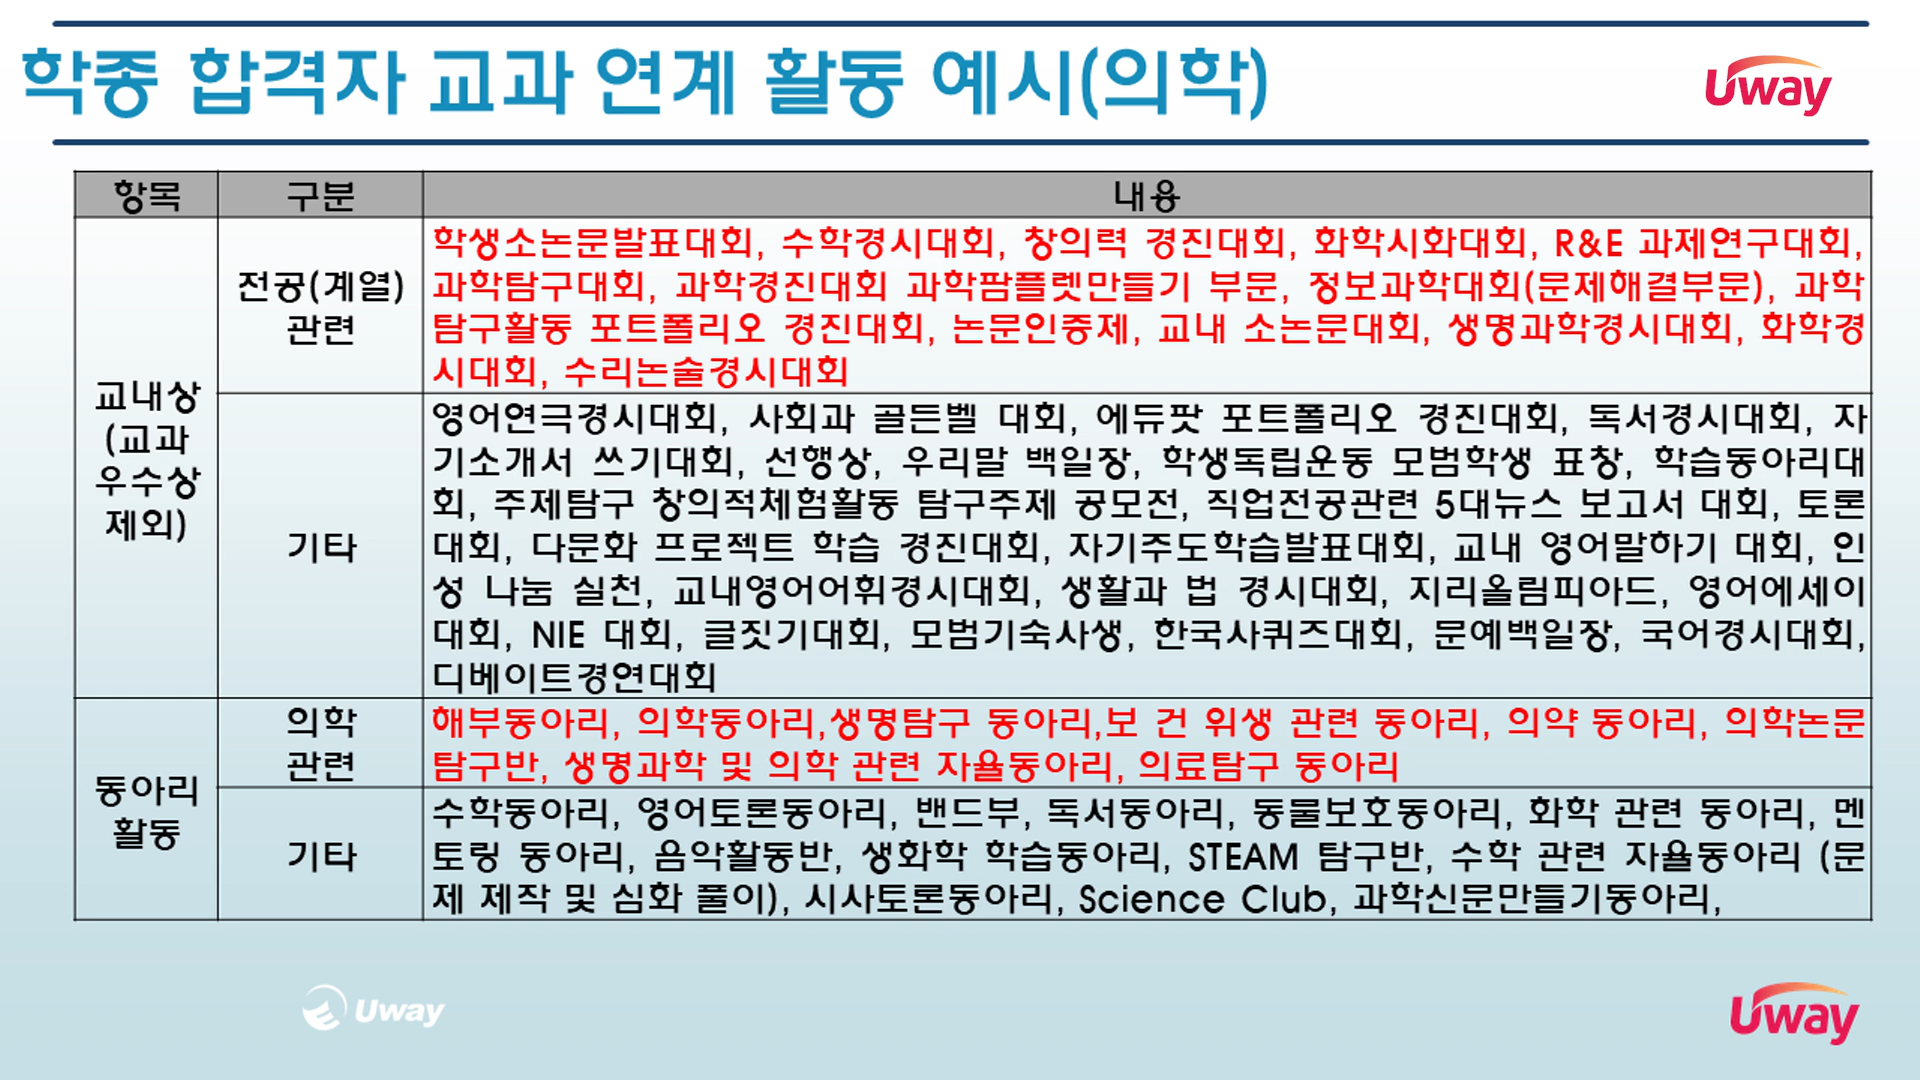 학종 합격자 교과 연계 활동 예시(의학)
Uway
항목 구분 내용
교내상
(교과
우수상
제외)
전공(계열)
관련
학생소논문발표대회, 수학경시대회, 창의력 경진대회, 화학시화대회, R&E 과제연구대회,
과학탐구대회, 과학경진대회 과학팜플렛만들기 부문, 정보과학대회(문제해결부문), 과학
탐구활동 포트폴리오 경진대회, 논문인증제, 교내 소논문대회, 생명과학경시대회, 화학경
시대회, 수리논술경시대회
기타
영어연극경시대회, 사회과 골든벨 대회, 에듀팟 포트폴리오 경진대회, 독서경시대회, 자
기소개서 쓰기대회, 선행상, 우리말 백일장, 학생독립운동 모범학생 표창, 학습동아리대
회, 주제탐구 창의적체험활동 탐구주제 공모전, 직업전공관련 5대뉴스 보고서 대회, 토론
대회, 다문화 프로젝트 학습 경진대회, 자기주도학습발표대회, 교내 영어말하기 대회, 인
성 나눔 실천, 교내영어어휘경시대회, 생활과 법 경시대회, 지리올림피아드, 영어에세이
대회, NIE 대회, 글짓기대회, 모범기숙사생, 한국사퀴즈대회, 문예백일장, 국어경시대회,
디베이트경연대회
동아리
활동
의학
관련
해부동아리, 의학동아리,생명탐구 동아리,보 건 위생 관련 동아리, 의약 동아리, 의학논문
탐구반, 생명과학 및 의학 관련 자율동아리, 의료탐구 동아리
기타
수학동아리, 영어토론동아리, 밴드부, 독서동아리, 동물보호동아리, 화학 관련 동아리, 멘
토링 동아리, 음악활동반, 생화학 학습동아리, STEAM 탐구반, 수학 관련 자율동아리 (문
제 제작 및 심화 풀이), 시사토론동아리, Science Club, 과학신문만들기동아리,
Uway
Uway